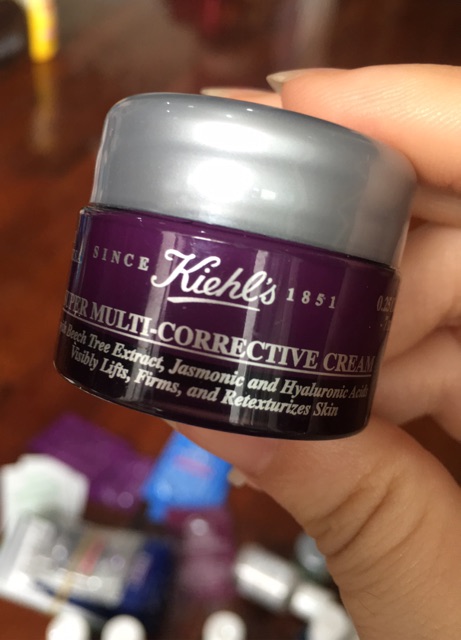 SINCE Kiehl's 1851
MULTI-CORRECTIVE CREAM
Beech Tree Extract, Jasmonic and Hyaluronic Acids
Visibly Lifts, Firms, and Retexturizes Skin